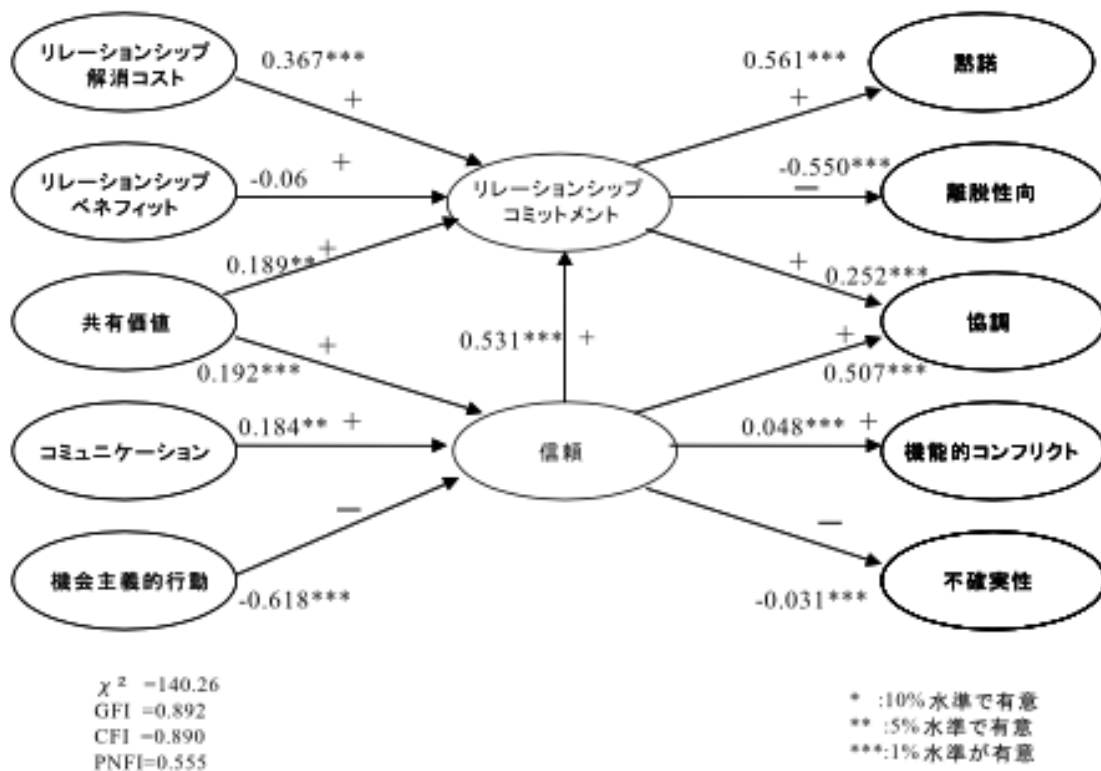 リレーションシップ
解消コスト
0.367***
+
0.561***
+
黙諾
リレーションシップ
ベネフィット
-0.06
+
リレーションシップ
コミットメント
-0.550***
−
離脱性向
0.189**
+
+
0.252***
共有価値
0.192***
+
0.531***
+
+
0.507***
協調
コミュニケーション
0.184**
+
信頼
0.048***
+
機能的コンフリクト
機会主義的行動
−
-0.618***
−
-0.031***
不確実性
χ² =140.26
GFI =0.892
CFI =0.890
PNFI=0.555
* :10%水準で有意
** :5%水準で有意
***:1%水準が有意